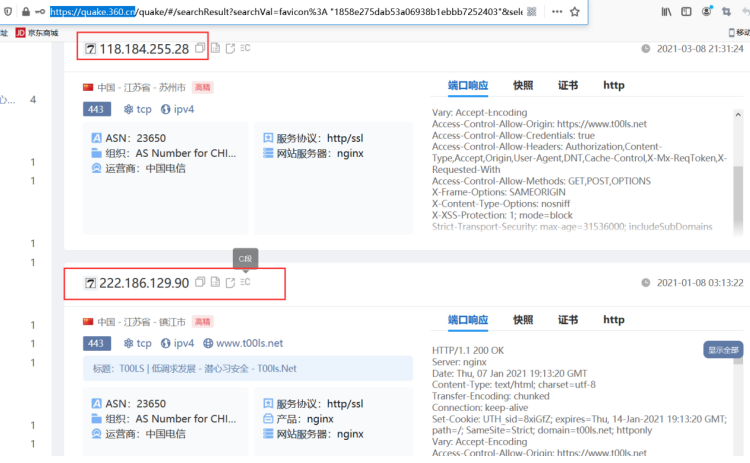 https://quake.360.cn/quake/#/searchResult?searchVal=favicon%3A "1858e275dab53a06938b1ebbb7252403"&sele
址 JD 京东商城
移动
118.184.255.28
2021-03-08 21:31:24
心... 4
1
1
1
1
1
1
1
1
1
中国 - 江苏省 - 苏州市 高精
443 tcp ipv4
ASN: 23650
组织: AS Number for CHI...
运营商: 中国电信
服务协议: http/ssl
网站服务器: nginx
端口响应 快照 证书 http
Vary: Accept-Encoding
Access-Control-Allow-Origin: https://www.t00ls.net
Access-Control-Allow-Credentials: true
Access-Control-Allow-Headers: Authorization,Content-
Type,Accept,Origin,User-Agent,DNT,Cache-Control,X-Mx-ReqToken,X-
Requested-With
Access-Control-Allow-Methods: GET,POST,OPTIONS
X-Frame-Options: SAMEORIGIN
X-Content-Type-Options: nosniff
X-XSS-Protection: 1; mode=block
Strict-Transport-Security: max-age=31536000; includeSubDomains
C段
222.186.129.90
2021-01-08 03:13:22
中国 - 江苏省 - 镇江市 高精
443 tcp ipv4 www.t00ls.net
标题: T00LS | 低调求发展 - 潜心习安全 - T00ls.Net
ASN: 23650
组织: AS Number for CHI...
运营商: 中国电信
服务协议: http/ssl
产品: nginx
网站服务器: nginx
端口响应 快照 证书 http
显示全部
HTTP/1.1 200 OK
Server: nginx
Date: Thu, 07 Jan 2021 19:13:20 GMT
Content-Type: text/html; charset=utf-8
Transfer-Encoding: chunked
Connection: keep-alive
Set-Cookie: UTH_sid=8xiGfZ; expires=Thu, 14-Jan-2021 19:13:20 GMT;
path=/; SameSite=Strict; domain=t00ls.net; httponly
Vary: Accept-Encoding
Access-Control-Allow-Origin: https://www.t00ls.net